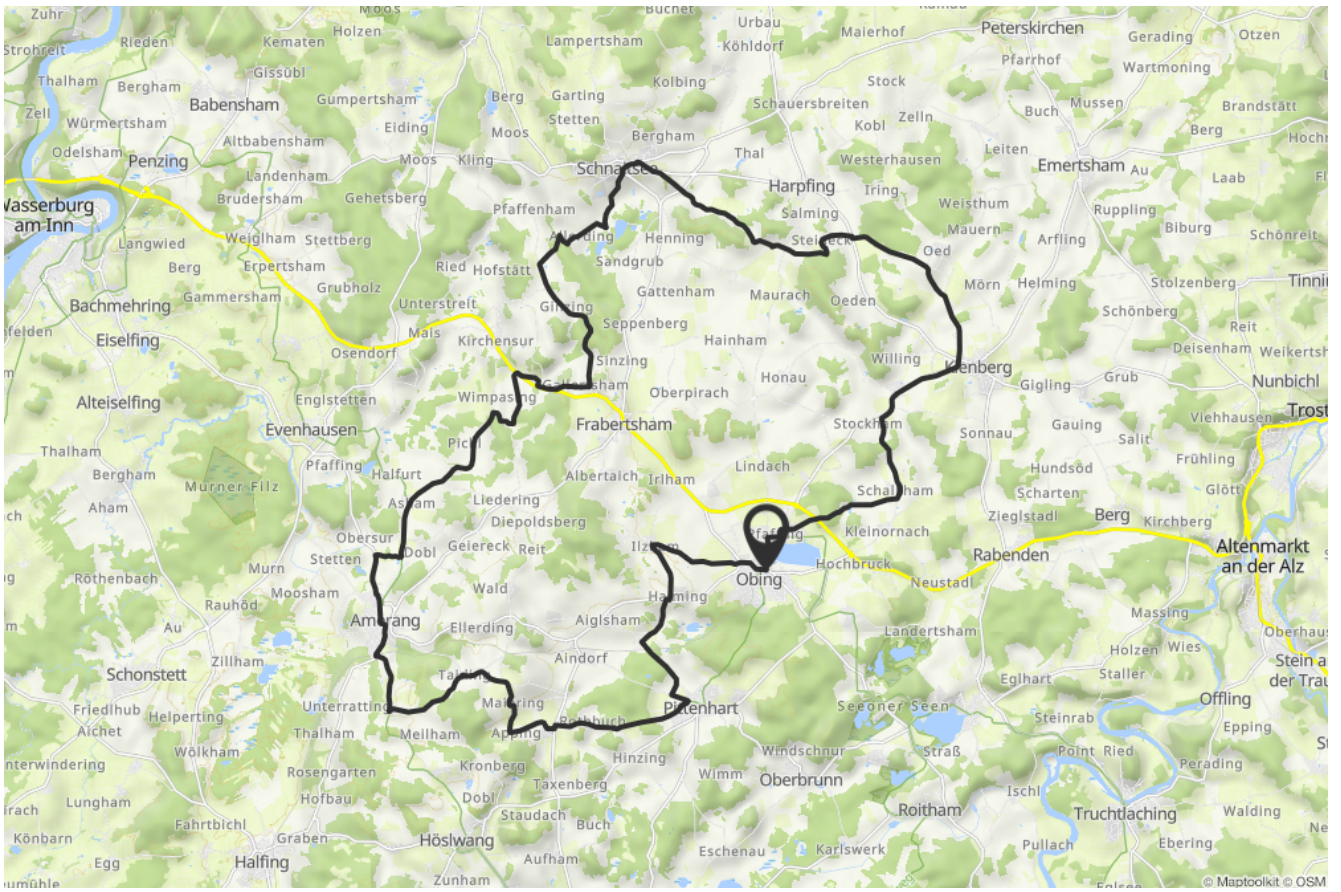 Zuhr
Moos
Holzen
Buchet
Urbau
Maierhof
Peterskirchen
Gerading
Otzen
Strohreit
Rieden
Kematen
Lampertsham
Köhldorf
Pfarrhof
Wartmoning
Thalham
Bergham
Gissübl
Kolbing
Stock
Zell
Babensham
Gumpertsham
Berg
Garting
Schauersbreiten
Buch
Mussen
Brandstätt
Würmertsham
Altbabensham
Eiding
Moos
Stetten
Bergham
Kobl
Zelln
Leiten
Berg
Odelsham
Penzing
Landenham
Moos
Kling
Schnaitsee
Thal
Westerhausen
Emertsham
Au
Laab
Wasserburg
am Inn
Brudersham
Gehetsberg
Pfaffenham
Harpfing
Iring
Weisthum
Ruppling
Langwied
Weiglham
Stettberg
Henning
Salming
Mauern
Arfling
Biburg
Schönreit
Berg
Erpertsham
Ried
Hofstätt
Sandgrub
Oed
Gammersham
Grubholz
Gattenham
Maurach
Oeden
Mörn
Helming
Stolzenberg
Bachmehring
Unterstreit
Schönberg
Eiselfing
Mais
Kirchensur
Seppenberg
Hainham
Reit
Osendorf
Sinzing
Willing
Deisenham
Alteiselfing
Englstetten
Wimpasing
Oberpirach
Honau
Kienberg
Gigling
Grub
Nunbichl
Evenhausen
Frabertsham
Stockham
Sonnau
Gauing
Salit
Viehhausen
Thalham
Pfaffing
Lindach
Frühling
Bergham
Murner Filz
Halfurt
Albertaich
Irlham
Hundsöd
Glött
Aham
Liedering
Schalkham
Scharten
Diepoldsberg
Zieglstadl
Berg
Kirchberg
Obersur
Kleinornach
Stetten
Dobl
Geiereck
Reit
Rabenden
Altenmarkt
an der Alz
Röthenbach
Murn
Moosham
Wald
Obing
Hochbruck
Neustadl
Rauhöd
Massing
Au
Amerang
Ellerding
Aiglsham
Landertsham
Zillham
Aindorf
Holzen
Wies
Schonstett
Eglhart
Staller
Offling
Friedlhub
Helperting
Unterratting
Pittenhart
Seeoner Seen
Steinrab
Epping
Aichet
Wölkham
Thalham
Meilham
Apping
Rothbuch
Windschnur
Straß
Point
Ried
Rosengarten
Kronberg
Hinzing
Wimm
Oberbrunn
Perading
Lungham
Hofbau
Dobl
Taxenberg
Ischl
Fahrtbichl
Staudach
Buch
Roitham
Truchtlaching
Walding
Könbarn
Graben
Höslwang
Egg
Halfing
Aufham
Eschenau
Karlswerk
Pullach
Ebering
Zunham
© Maptoolkit © OSM